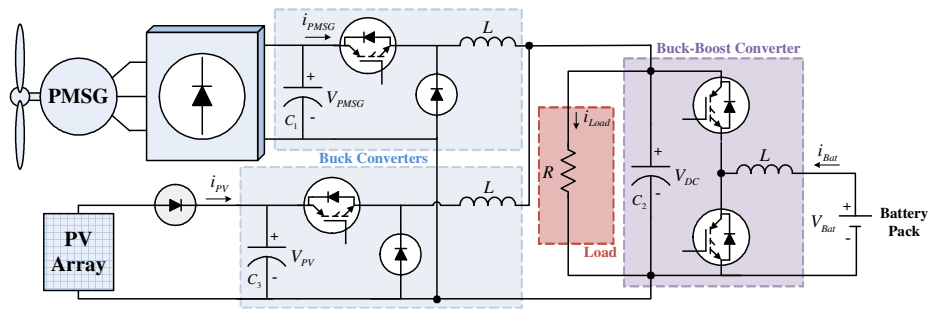 PMSG
i_PMSG
L
+
V_PMSG
C_1
-
Buck Converters
PV
Array
i_PV
L
+
V_PV
C_3
-
Buck-Boost Converter
i_Load
R
Load
+
V_DC
C_2
-
L
i_Bat
+
V_Bat
-
Battery
Pack